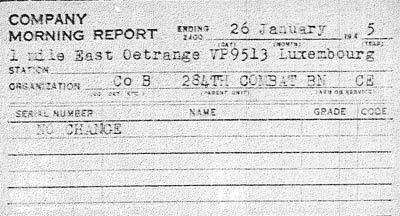 COMPANY
MORNING REPORT ENDING 2400 26 January 194 5
(DAY) (MONTH) (YEAR)
1 mile East Oetrange VP9513 Luxembourg
STATION
ORGANIZATION Co B 284TH COMBAT BN CE
(PARENT UNIT) (ARM OR SERVICE)
SERIAL NUMBER NAME GRADE CODE
NO CHANGE